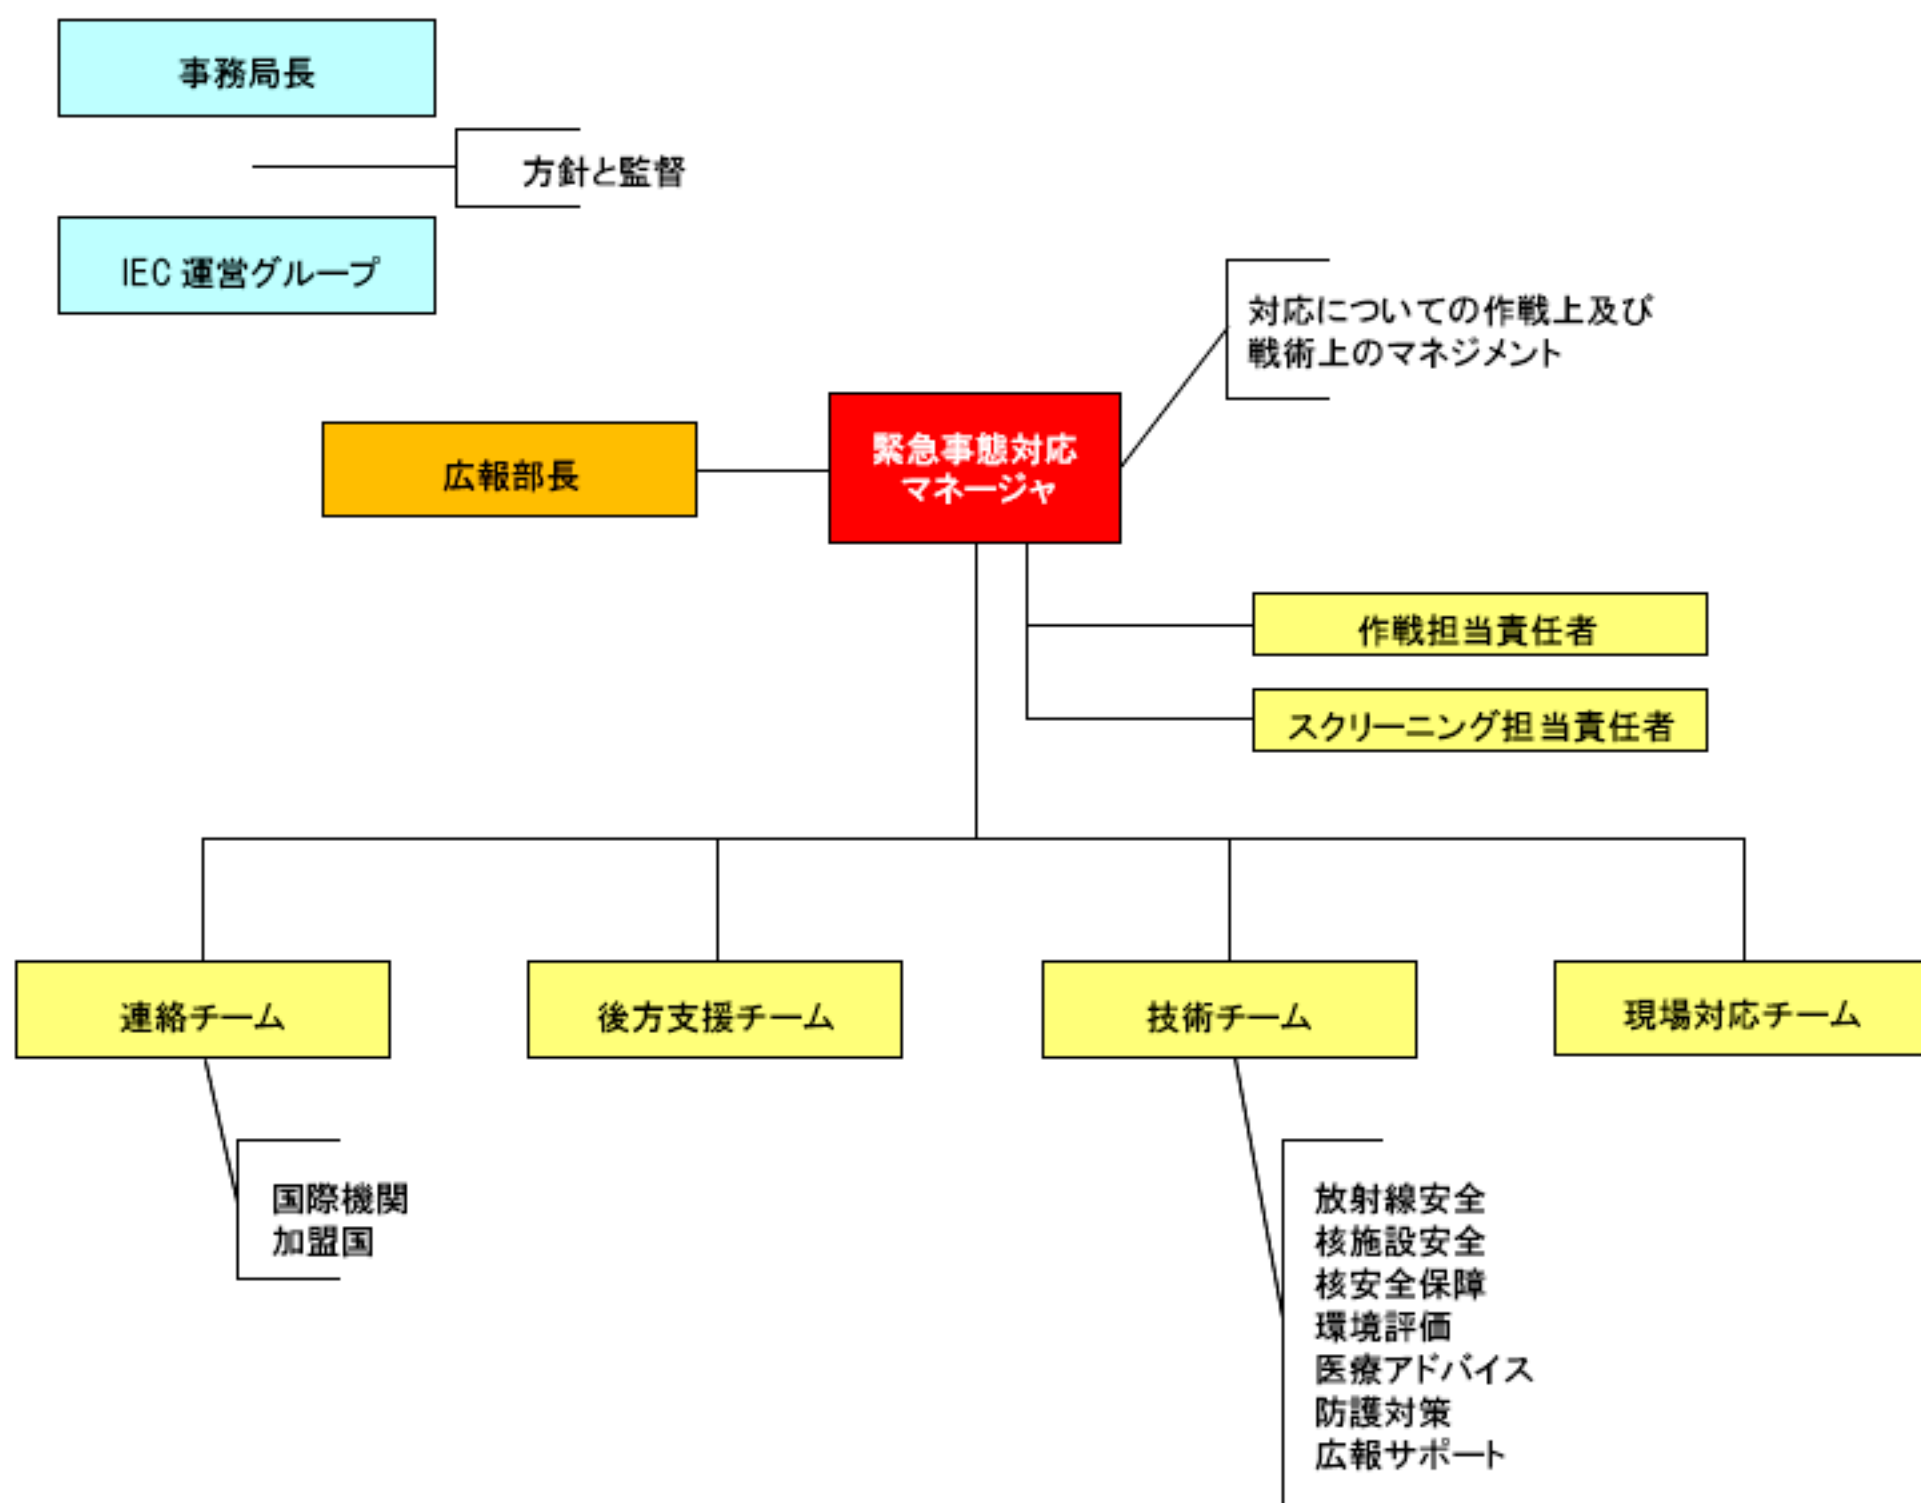 事務局長
方針と監督
IEC 運営グループ
対応についての作戦上及び
戦術上のマネジメント
緊急事態対応
マネージャ
広報部長
作戦担当責任者
スクリーニング担当責任者
連絡チーム
後方支援チーム
技術チーム
現場対応チーム
国際機関
加盟国
放射線安全
核施設安全
核安全保障
環境評価
医療アドバイス
防護対策
広報サポート